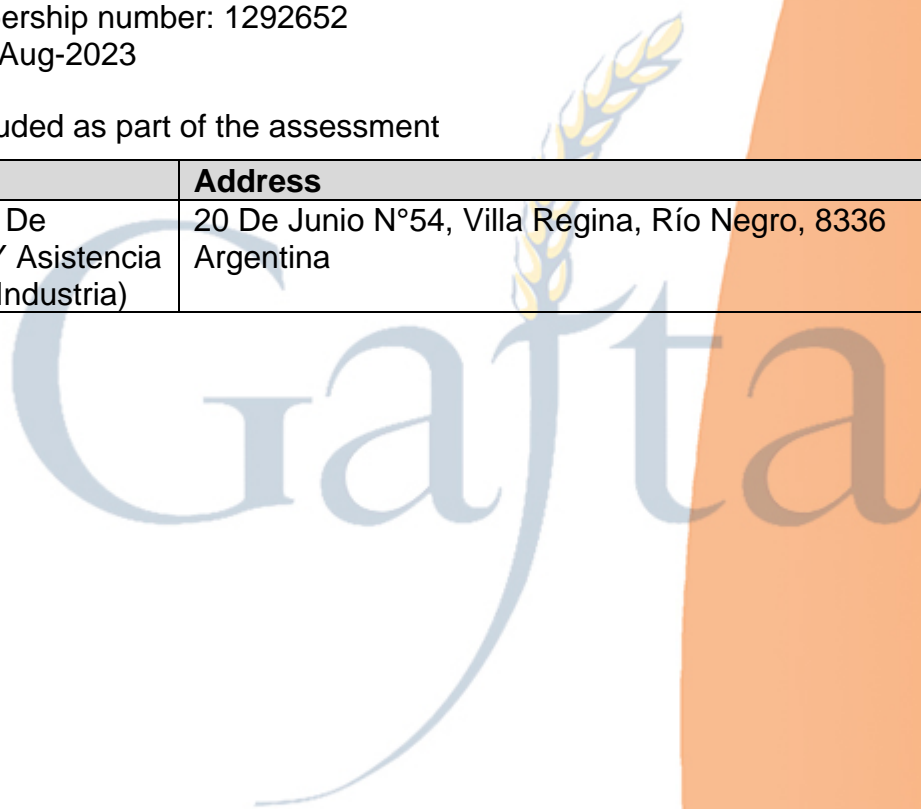 ership number: 1292652
Aug-2023
uded as part of the assessment
Address
De
Y Asistencia
Industria)
20 De Junio N°54, Villa Regina, Río Negro, 8336
Argentina
Gafta